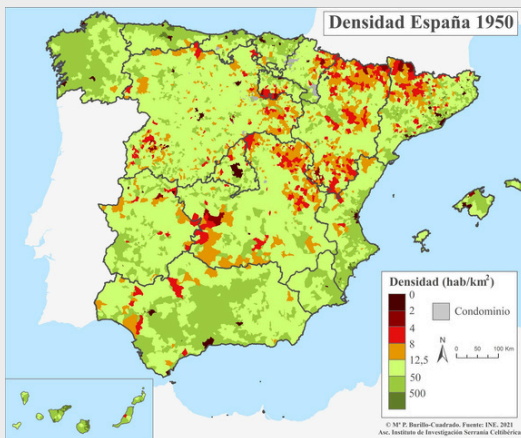 Densidad España 1950
Densidad (hab/km²)
0
2
4
8
12,5
50
500
Condominio
N
0 50 100 Km
© Mª P. Burillo-Cuadrado. Fuente: INE. 2021
Asc. Instituto de Investigación Serranía Celtibérica